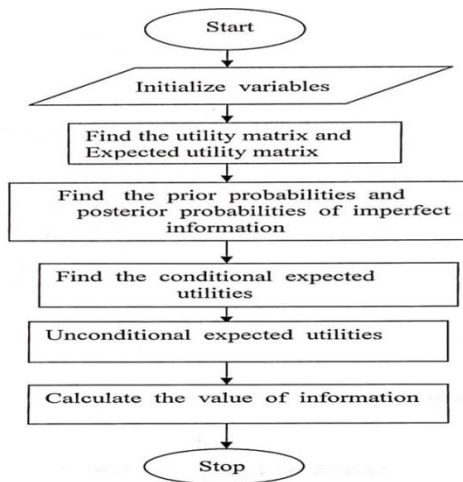 Start
Initialize variables
Find the utility matrix and
Expected utility matrix
Find the prior probabilities and
posterior probabilities of imperfect
information
Find the conditional expected
utilities
Unconditional expected utilities
Calculate the value of information
Stop